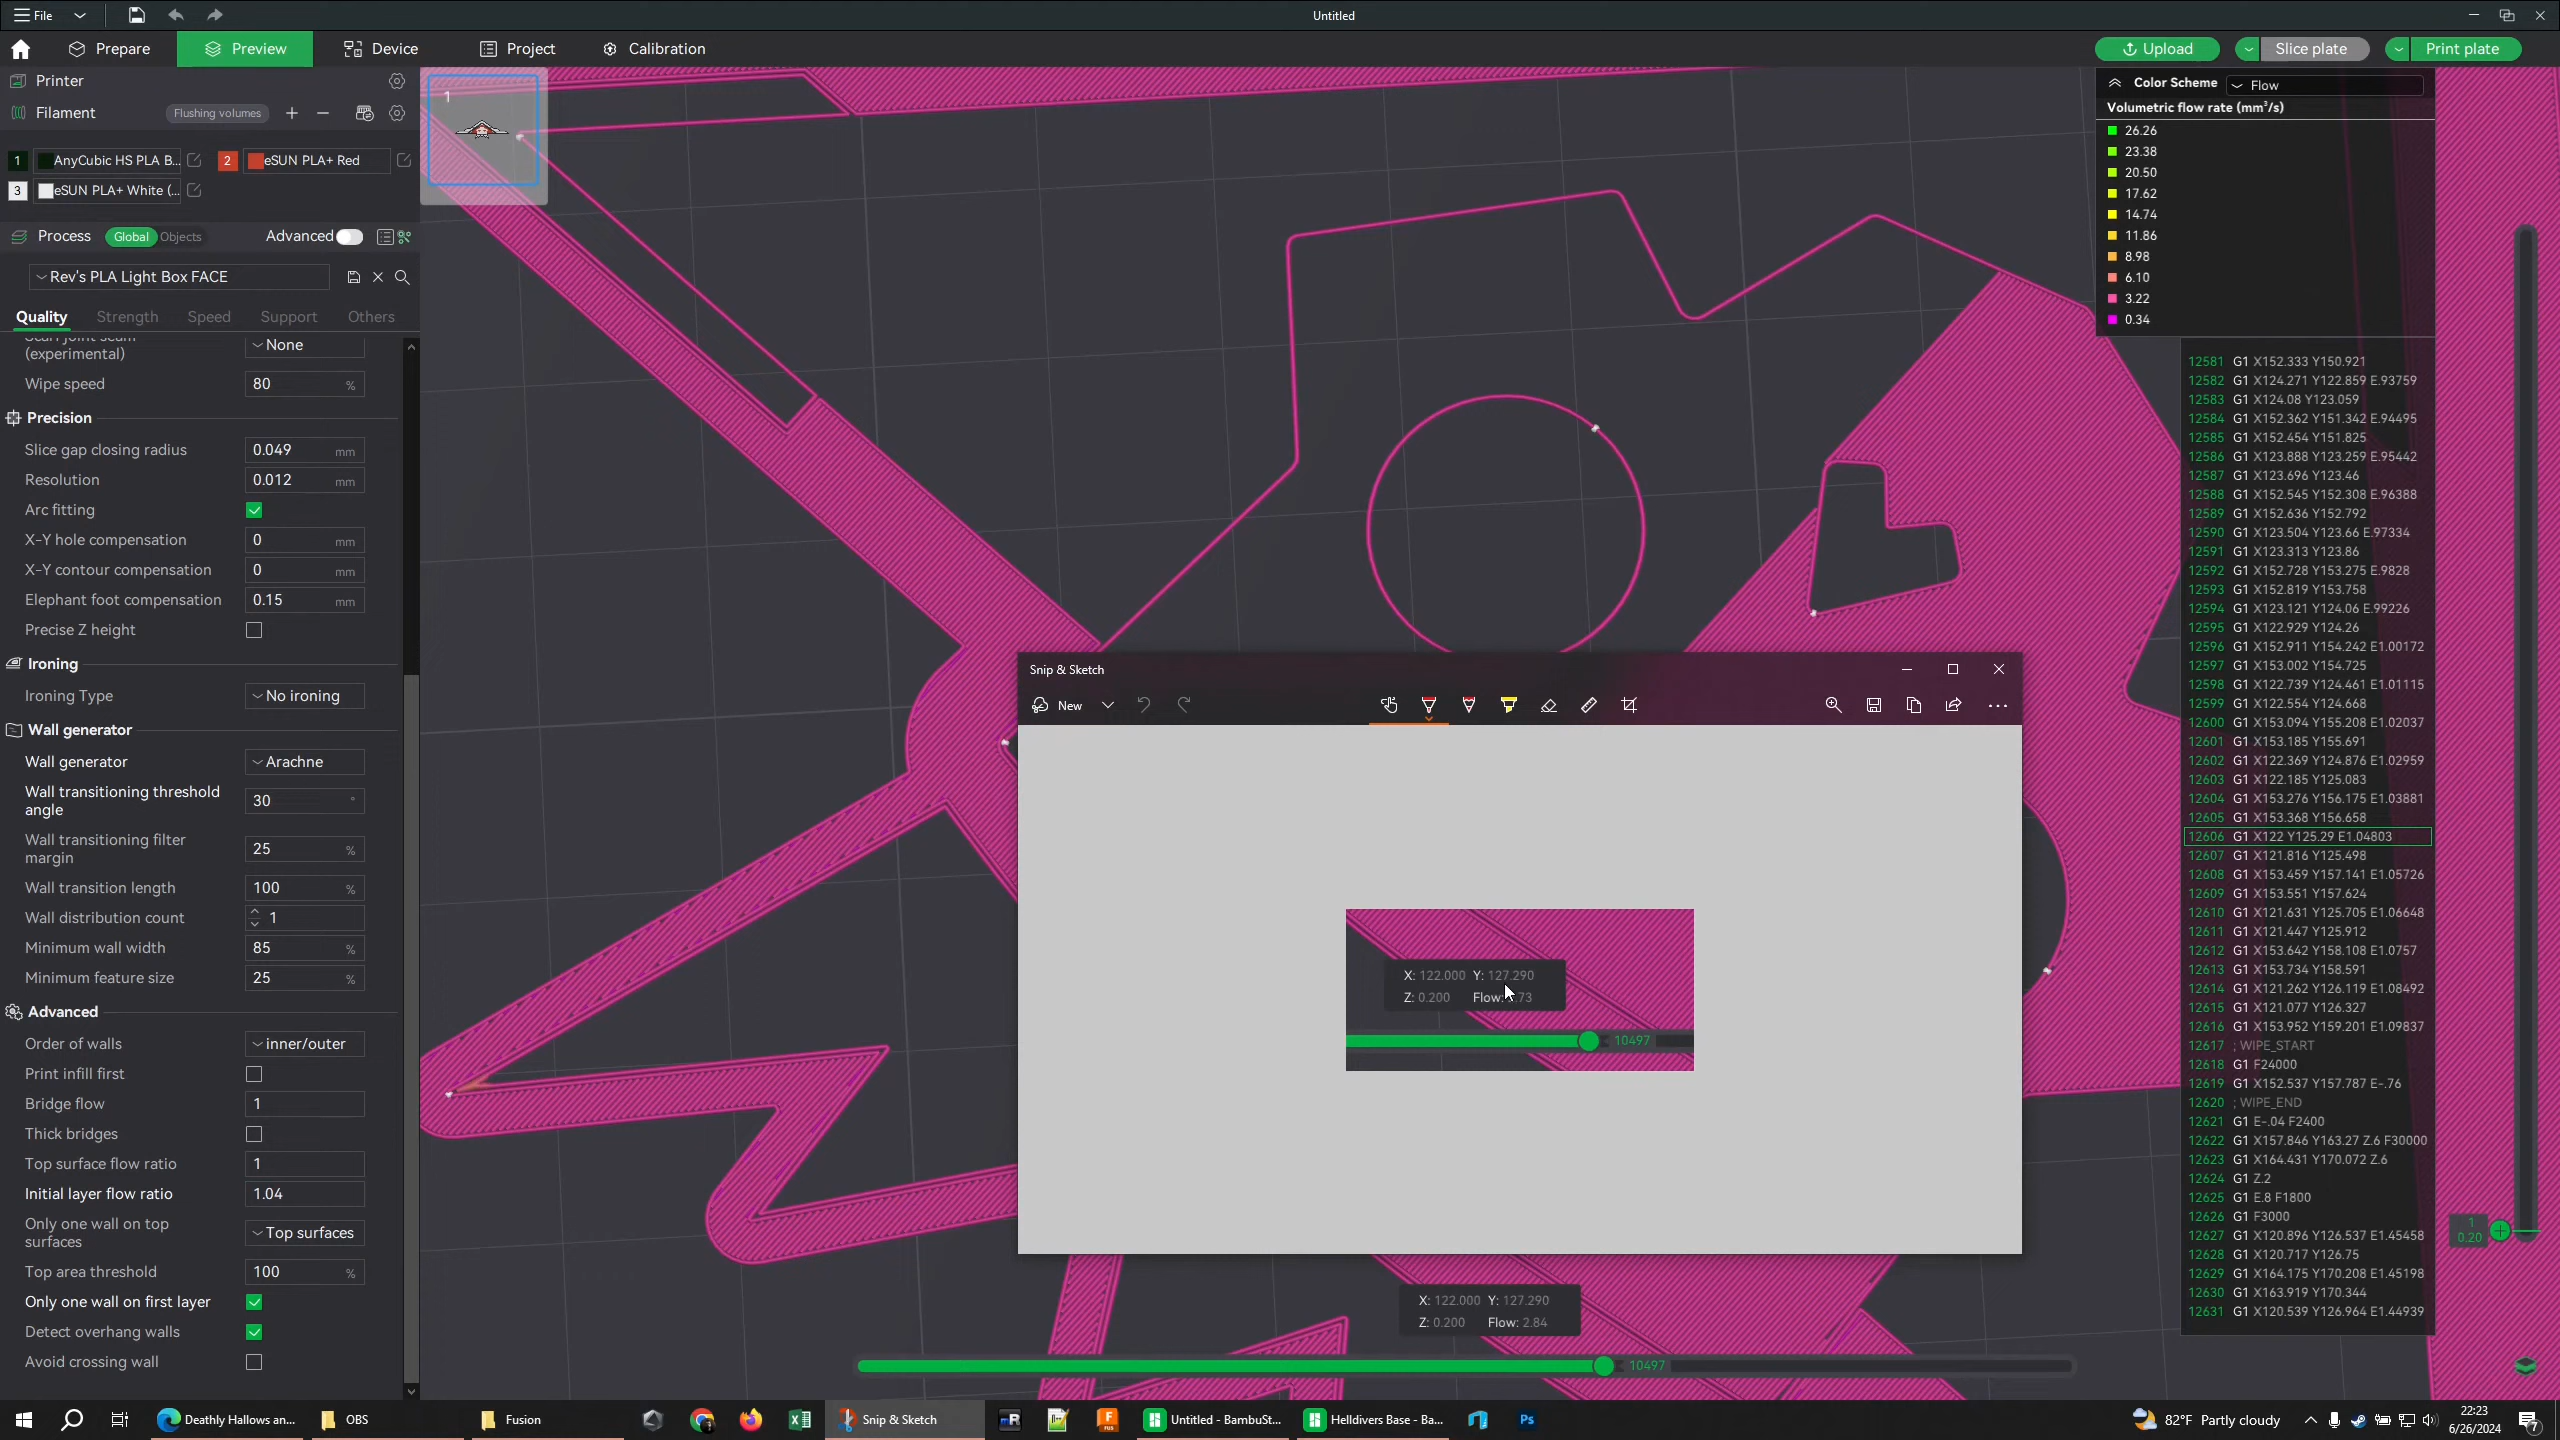 File
Untitled
Prepare
Preview
Device
Project
Calibration
Upload
Slice plate
Print plate
Printer
Filament
Flushing volumes
1 AnyCubic HS PLA B...
2 eSUN PLA+ Red
3 eSUN PLA+ White (...
Process Global Objects Advanced
Rev's PLA Light Box FACE
Quality Strength Speed Support Others
(experimental) None
Wipe speed 80 %
Precision
Slice gap closing radius 0.049 mm
Resolution 0.012 mm
Arc fitting
X-Y hole compensation 0 mm
X-Y contour compensation 0 mm
Elephant foot compensation 0.15 mm
Precise Z height
Ironing
Ironing Type No ironing
Wall generator
Wall generator Arachne
Wall transitioning threshold angle 30 °
Wall transitioning filter margin 25 %
Wall transition length 100 %
Wall distribution count 1
Minimum wall width 85 %
Minimum feature size 25 %
Advanced
Order of walls inner/outer
Print infill first
Bridge flow 1
Thick bridges
Top surface flow ratio 1
Initial layer flow ratio 1.04
Only one wall on top surfaces Top surfaces
Top area threshold 100 %
Only one wall on first layer
Detect overhang walls
Avoid crossing wall
1
Snip & Sketch
New
X: 122.000 Y: 127.290
Z: 0.200 Flow: 
10497
X: 122.000 Y: 127.290
Z: 0.200 Flow: 2.84
10497
Color Scheme Flow
Volumetric flow rate (mm³/s)
26.26
23.38
20.50
17.62
14.74
11.86
8.98
6.10
3.22
0.34
12581 G1 X152.333 Y150.921
12582 G1 X124.271 Y122.859 E.93759
12583 G1 X124.08 Y123.059
12584 G1 X152.362 Y151.342 E.94495
12585 G1 X152.454 Y151.825
12586 G1 X123.888 Y123.259 E.95442
12587 G1 X123.696 Y123.46
12588 G1 X152.545 Y152.308 E.96388
12589 G1 X152.636 Y152.792
12590 G1 X123.504 Y123.66 E.97334
12591 G1 X123.313 Y123.86
12592 G1 X152.728 Y153.275 E.9828
12593 G1 X152.819 Y153.758
12594 G1 X123.121 Y124.06 E.99226
12595 G1 X122.929 Y124.26
12596 G1 X152.911 Y154.242 E1.00172
12597 G1 X153.002 Y154.725
12598 G1 X122.739 Y124.461 E1.01115
12599 G1 X122.554 Y124.668
12600 G1 X153.094 Y155.208 E1.02037
12601 G1 X153.185 Y155.691
12602 G1 X122.369 Y124.876 E1.02959
12603 G1 X122.185 Y125.083
12604 G1 X153.276 Y156.175 E1.03881
12605 G1 X153.368 Y156.658
12606 G1 X122 Y125.29 E1.04803
12607 G1 X121.816 Y125.498
12608 G1 X153.459 Y157.141 E1.05726
12609 G1 X153.551 Y157.624
12610 G1 X121.631 Y125.705 E1.06648
12611 G1 X121.447 Y125.912
12612 G1 X153.642 Y158.108 E1.0757
12613 G1 X153.734 Y158.591
12614 G1 X121.262 Y126.119 E1.08492
12615 G1 X121.077 Y126.327
12616 G1 X153.952 Y159.201 E1.09837
12617 ; WIPE_START
12618 G1 F24000
12619 G1 X152.537 Y157.787 E-.76
12620 ; WIPE_END
12621 G1 E-.04 F2400
12622 G1 X157.846 Y163.27 Z.6 F30000
12623 G1 X164.431 Y170.072 Z.6
12624 G1 Z.2
12625 G1 E.8 F1800
12626 G1 F3000
12627 G1 X120.896 Y126.537 E1.45458
12628 G1 X120.717 Y126.75
12629 G1 X164.175 Y170.208 E1.45198
12630 G1 X163.919 Y170.344
12631 G1 X120.539 Y126.964 E1.44939
1
0.20
Deathly Hallows an...
OBS
Fusion
Snip & Sketch
Untitled - BambuSt...
Helldivers Base - Ba...
Ps
82°F Partly cloudy
22:23
6/26/2024
7